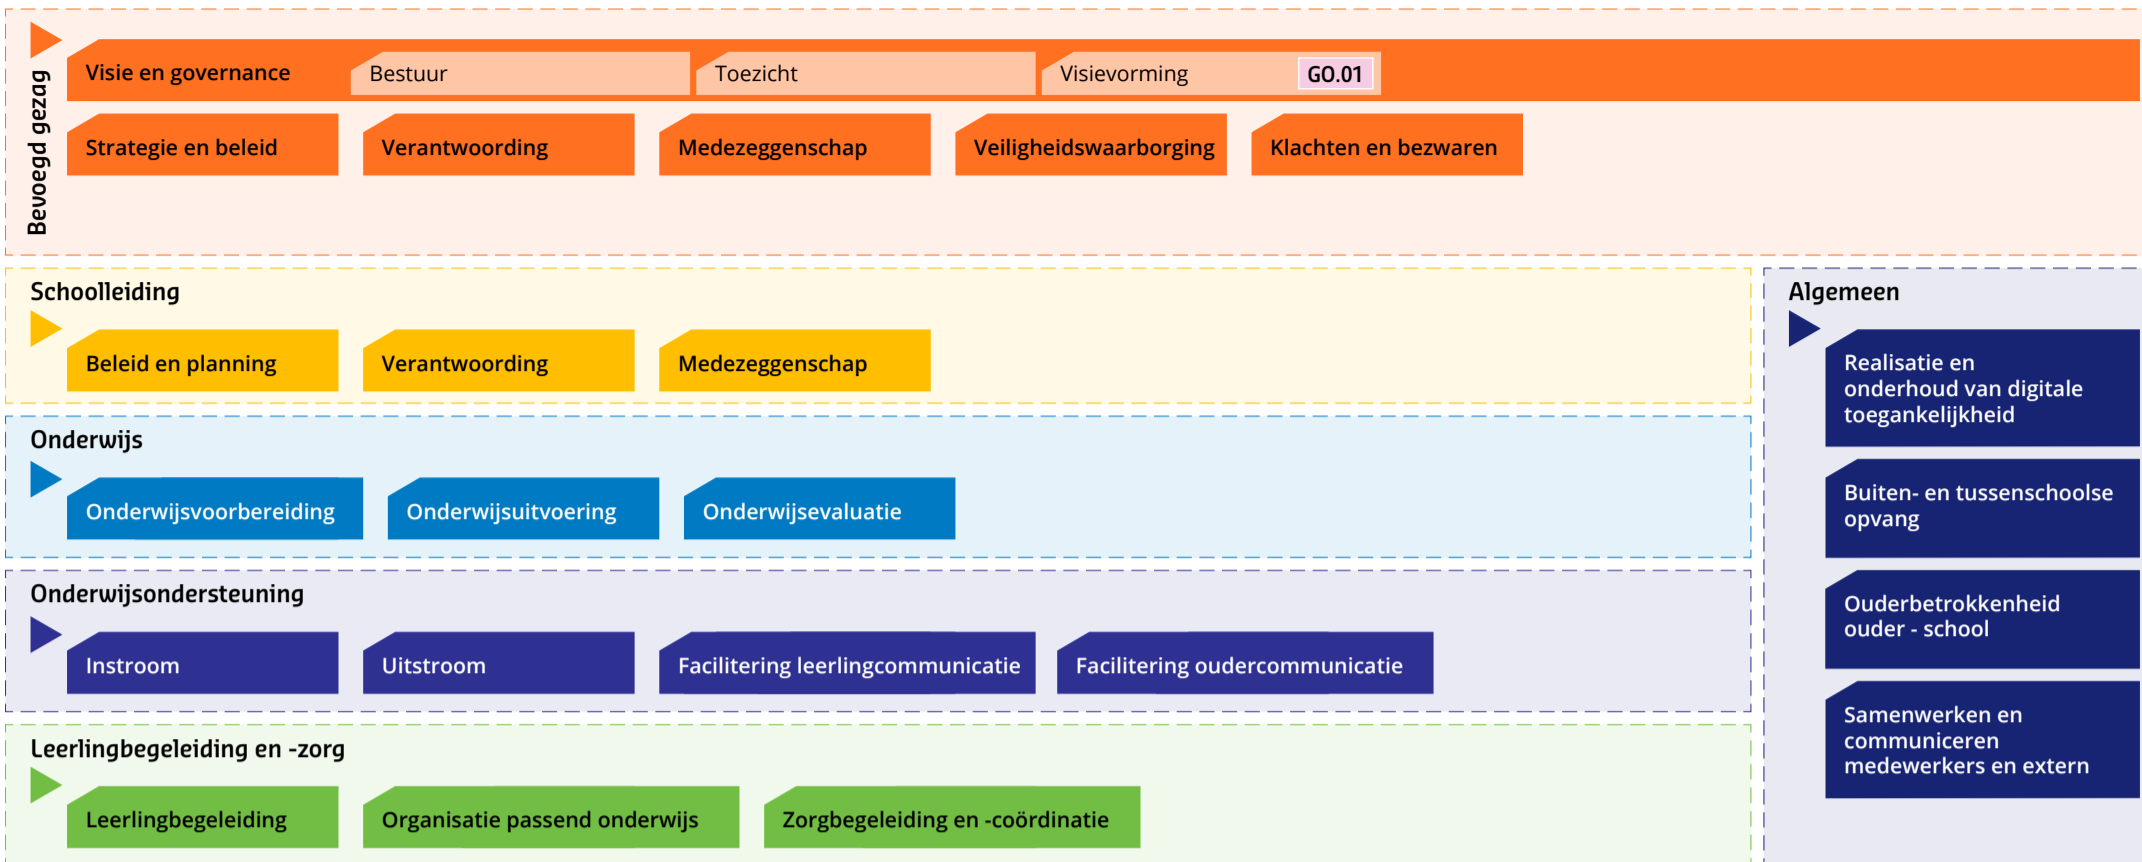 Bevoegd gezag
Visie en governance
Bestuur
Toezicht
Visievorming
GO.01
Strategie en beleid
Verantwoording
Medezeggenschap
Veiligheidswaarborging
Klachten en bezwaren
Schoolleiding
Beleid en planning
Verantwoording
Medezeggenschap
Onderwijs
Onderwijsvoorbereiding
Onderwijsuitvoering
Onderwijsevaluatie
Onderwijsondersteuning
Instroom
Uitstroom
Facilitering leerlingcommunicatie
Facilitering oudercommunicatie
Leerlingbegeleiding en -zorg
Leerlingbegeleiding
Organisatie passend onderwijs
Zorgbegeleiding en -coördinatie
Algemeen
Realisatie en
onderhoud van digitale
toegankelijkheid
Buiten- en tussenschoolse
opvang
Ouderbetrokkenheid
ouder - school
Samenwerken en
communiceren
medewerkers en extern